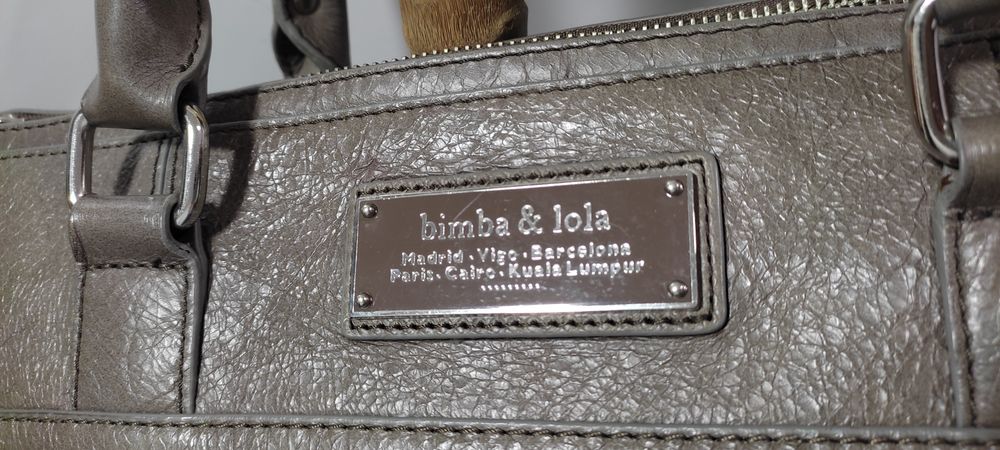 bimba & lola
Madrid · Vigo · Barcelona
Paris · Cairo · Kuala Lumpur